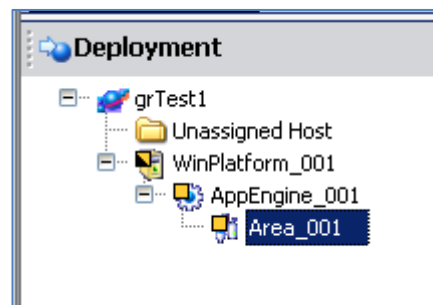 Deployment
grTest1
Unassigned Host
WinPlatform_001
AppEngine_001
Area_001